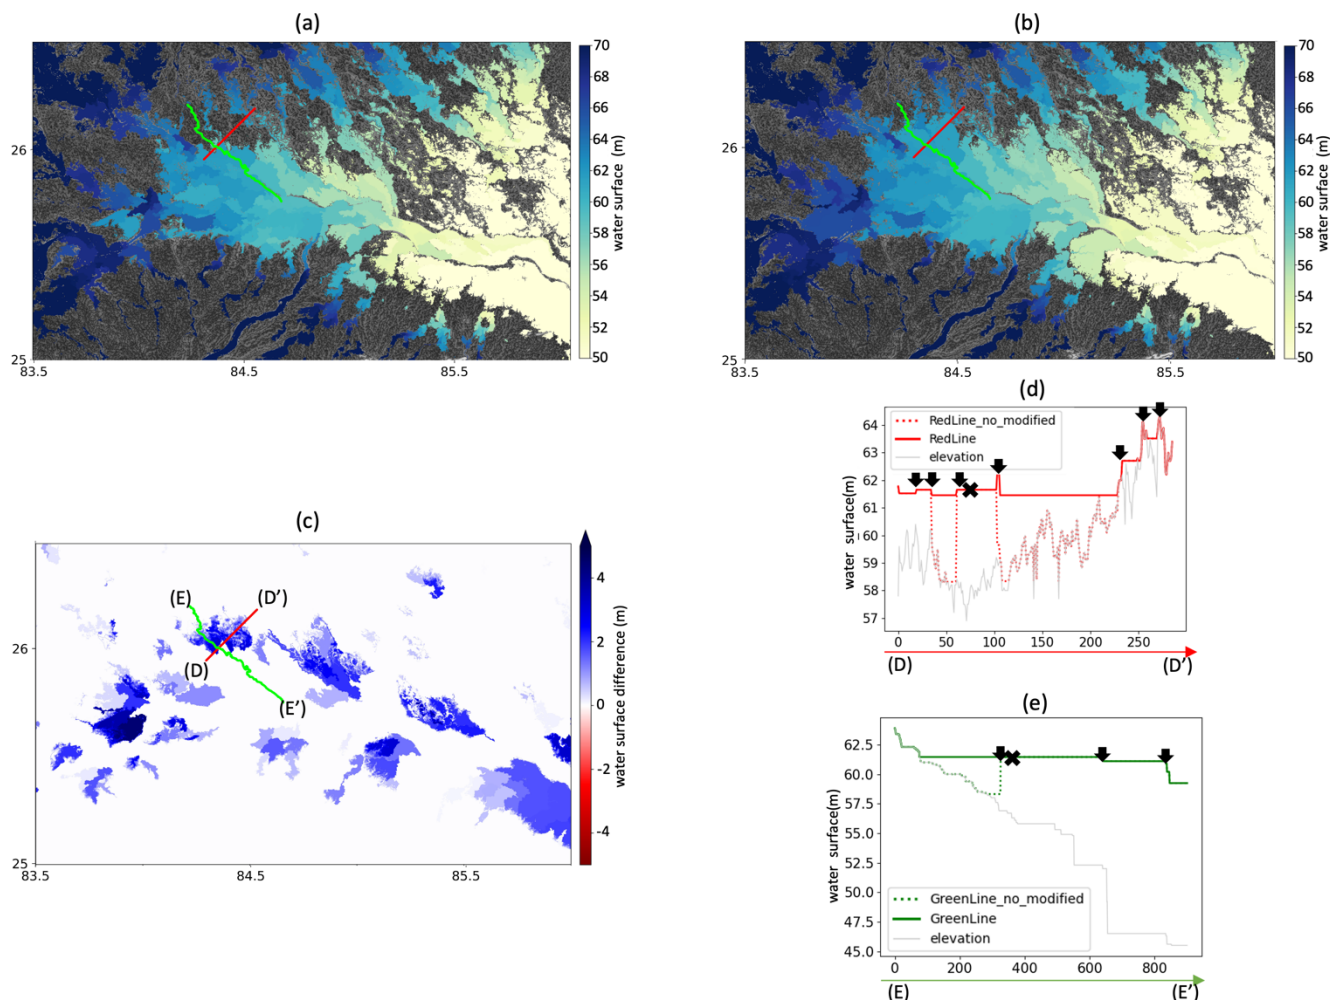 (a)
70
68
66
64
62
60
58
56
54
52
50
water surface (m)
26
25
83.5
84.5
85.5
(b)
70
68
66
64
62
60
58
56
54
52
50
water surface (m)
26
25
83.5
84.5
85.5
(c)
(E)
(D')
(D)
(E')
4
2
0
-2
-4
water surface difference (m)
26
25
83.5
84.5
85.5
(d)
RedLine_no_modified
RedLine
elevation
64
63
62
61
60
59
58
57
water surface(m)
0
50
100
150
200
250
(D)
(D')
(e)
62.5
60.0
57.5
55.0
52.5
50.0
47.5
45.0
water surface(m)
GreenLine_no_modified
GreenLine
elevation
0
200
400
600
800
(E)
(E')